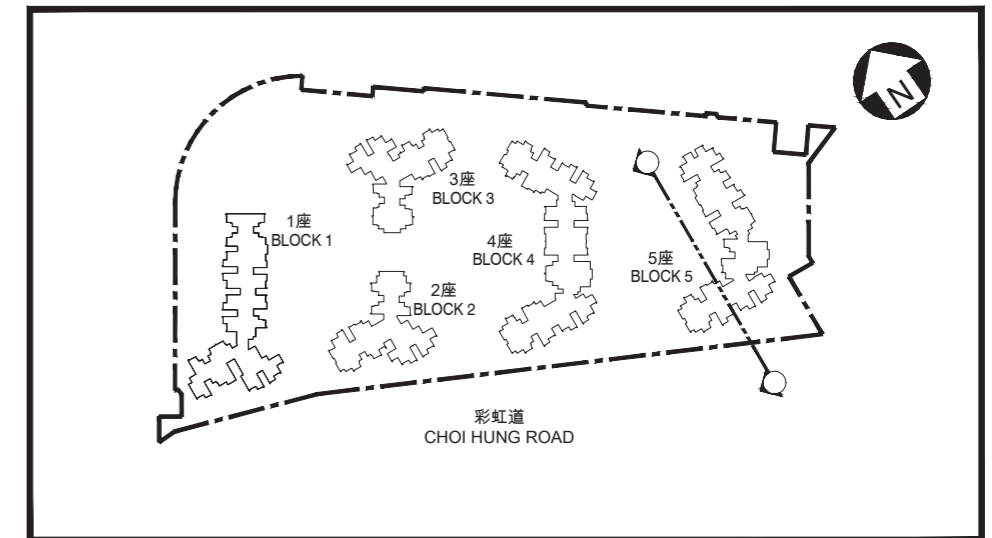 N
3座
BLOCK 3
1座
BLOCK 1
4座
BLOCK 4
5座
BLOCK 5
2座
BLOCK 2
彩虹道
CHOI HUNG ROAD